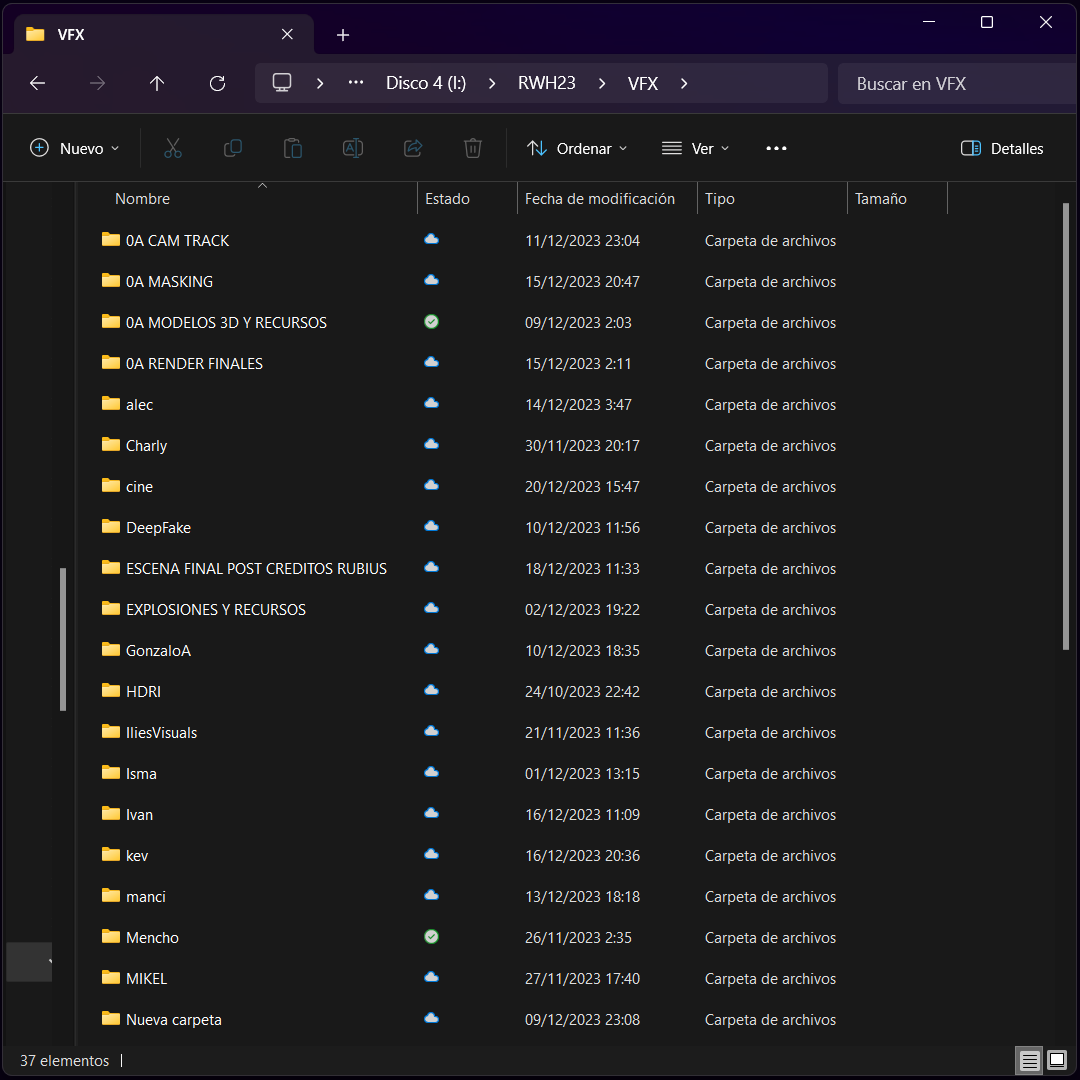 VFX
Disco 4 (I:) RWH23 VFX Buscar en VFX
Nuevo Ordenar Ver Detalles
Nombre Estado Fecha de modificación Tipo Tamaño
0A CAM TRACK 11/12/2023 23:04 Carpeta de archivos
0A MASKING 15/12/2023 20:47 Carpeta de archivos
0A MODELOS 3D Y RECURSOS 09/12/2023 2:03 Carpeta de archivos
0A RENDER FINALES 15/12/2023 2:11 Carpeta de archivos
alec 14/12/2023 3:47 Carpeta de archivos
Charly 30/11/2023 20:17 Carpeta de archivos
cine 20/12/2023 15:47 Carpeta de archivos
DeepFake 10/12/2023 11:56 Carpeta de archivos
ESCENA FINAL POST CREDITOS RUBIUS 18/12/2023 11:33 Carpeta de archivos
EXPLOSIONES Y RECURSOS 02/12/2023 19:22 Carpeta de archivos
GonzaloA 10/12/2023 18:35 Carpeta de archivos
HDRI 24/10/2023 22:42 Carpeta de archivos
IliesVisuals 21/11/2023 11:36 Carpeta de archivos
Isma 01/12/2023 13:15 Carpeta de archivos
Ivan 16/12/2023 11:09 Carpeta de archivos
kev 16/12/2023 20:36 Carpeta de archivos
manci 13/12/2023 18:18 Carpeta de archivos
Mencho 26/11/2023 2:35 Carpeta de archivos
MIKEL 27/11/2023 17:40 Carpeta de archivos
Nueva carpeta 09/12/2023 23:08 Carpeta de archivos
37 elementos